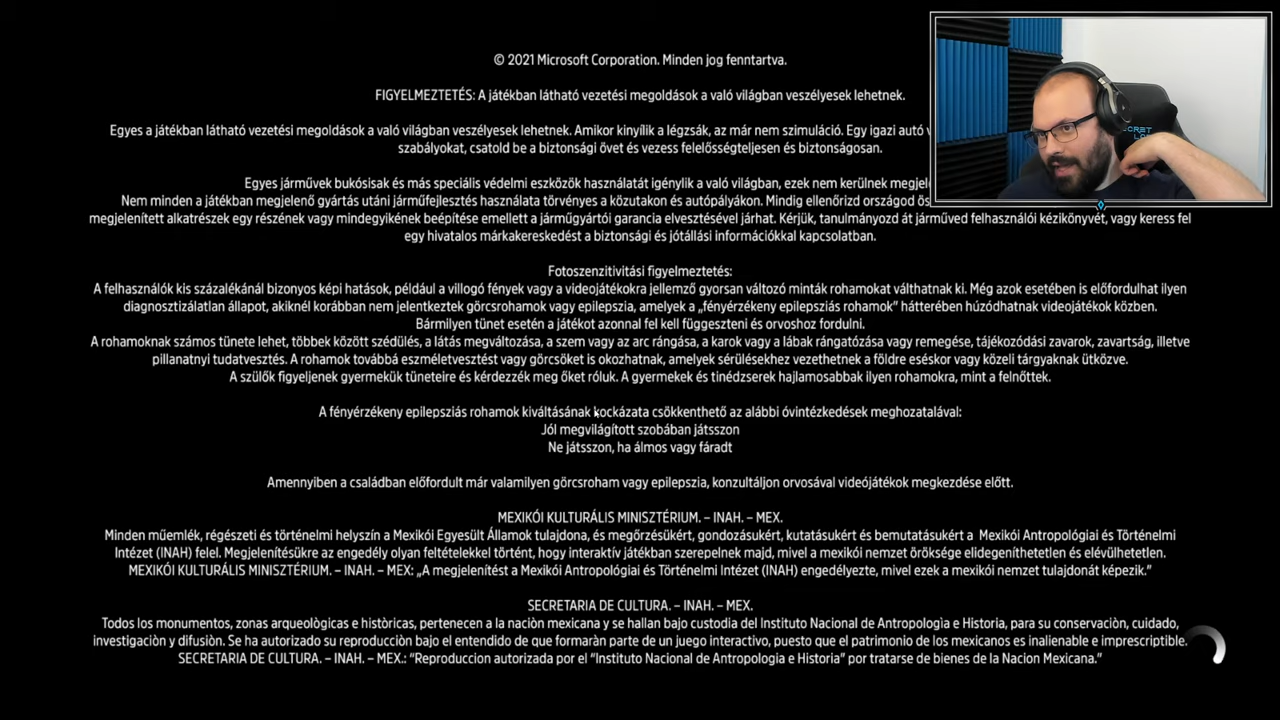 © 2021 Microsoft Corporation. Minden jog fenntartva.
FIGYELMEZTETÉS: A játékban látható vezetési megoldások a való világban veszélyesek lehetnek.
Egyes a játékban látható vezetési megoldások a való világban veszélyesek lehetnek. Amikor kinyílik a légzsák, az már nem szimuláció. Egy igazi autó
szabályokat, csatold be a biztonsági övet és vezess felelősségteljesen és biztonságosan.
Egyes járművek bukósisak és más speciális védelmi eszközök használatát igénylik a való világban, ezek nem kerülnek
Nem minden a játékban megjelenő gyártás utáni járműfejlesztés használata törvényes a közutakon és autópályákon. Mindig ellenőrizd országod
megjelenített alkatrészek egy részének vagy mindegyikének beépítése emellett a járműgyártói garancia elvesztésével járhat. Kérjük, tanulmányozd át járműved felhasználói kézikönyvét, vagy keress fel
egy hivatalos márkakereskedést a biztonsági és jótállási információkkal kapcsolatban.
Fotoszenzitivitási figyelmeztetés:
A felhasználók kis százalékánál bizonyos képi hatások, például a villogó fények vagy a videojátékokra jellemző gyorsan változó minták rohamokat válthatnak ki. Még azok esetében is előfordulhat ilyen
diagnosztizálatlan állapot, akiknél korábban nem jelentkeztek görcsrohamok vagy epilepszia, amelyek a „fényérzékeny epilepsziás rohamok” hátterében húzódhatnak videojátékok közben.
Bármilyen tünet esetén a játékot azonnal fel kell függeszteni és orvoshoz fordulni.
A rohamoknak számos tünete lehet, többek között szédülés, a látás megváltozása, a szem vagy az arc rángása, a karok vagy a lábak rángatózása vagy remegése, tájékozódási zavarok, zavartság, illetve
pillanatnyi tudatvesztés. A rohamok továbbá eszméletvesztést vagy görcsöket is okozhatnak, amelyek sérülésekhez vezethetnek a földre eséskor vagy közeli tárgyaknak ütközve.
A szülők figyeljenek gyermekük tüneteire és kérdezzék meg őket róluk. A gyermekek és tinédzserek hajlamosabbak ilyen rohamokra, mint a felnőttek.
A fényérzékeny epilepsziás rohamok kiváltásának kockázata csökkenthető az alábbi óvintézkedések meghozatalával:
Jól megvilágított szobában játsszon
Ne játsszon, ha álmos vagy fáradt
Amennyiben a családban előfordult már valamilyen görcsroham vagy epilepszia, konzultáljon orvosával videójátékok megkezdése előtt.
MEXIKÓI KULTURÁLIS MINISZTÉRIUM. – INAH. – MEX.
Minden műemlék, régészeti és történelmi helyszín a Mexikói Egyesült Államok tulajdona, és megőrzésükért, gondozásukért, kutatásukért és bemutatásukért a Mexikói Antropológiai és Történelmi
Intézet (INAH) felel. Megjelenítésükre az engedély olyan feltételekkel történt, hogy interaktív játékban szerepelnek majd, mivel a mexikói nemzet öröksége elidegeníthetetlen és elévülhetetlen.
MEXIKÓI KULTURÁLIS MINISZTÉRIUM. – INAH. – MEX: „A megjelenítést a Mexikói Antropológiai és Történelmi Intézet (INAH) engedélyezte, mivel ezek a mexikói nemzet tulajdonát képezik.”
SECRETARIA DE CULTURA. – INAH. – MEX.
Todos los monumentos, zonas arqueològicas e històricas, pertenecen a la naciòn mexicana y se hallan bajo custodia del Instituto Nacional de Antropologìa e Historia, para su conservaciòn, cuidado,
investigaciòn y difusiòn. Se ha autorizado su reproducciòn bajo el entendido de que formaràn parte de un juego interactivo, puesto que el patrimonio de los mexicanos es inalienable e imprescriptible.
SECRETARIA DE CULTURA. – INAH. – MEX.: “Reproduccion autorizada por el “Instituto Nacional de Antropologia e Historia” por tratarse de bienes de la Nacion Mexicana.”